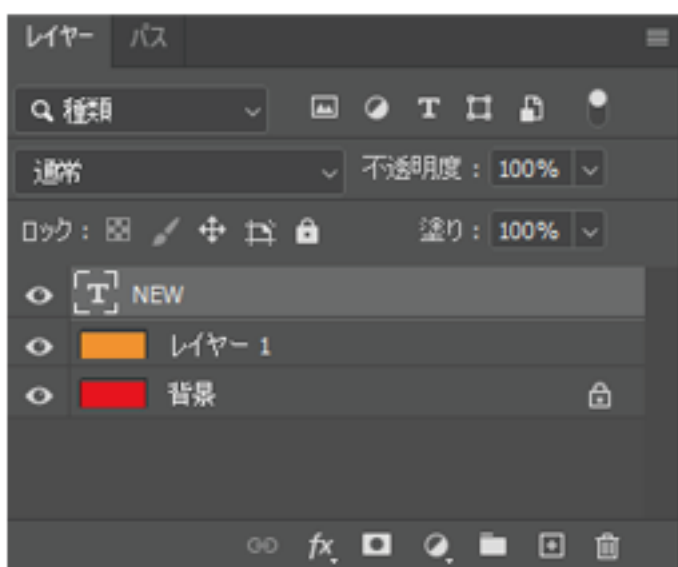 レイヤー パス
種類
通常 不透明度 : 100%
ロック : 塗り : 100%
NEW
レイヤー 1
背景